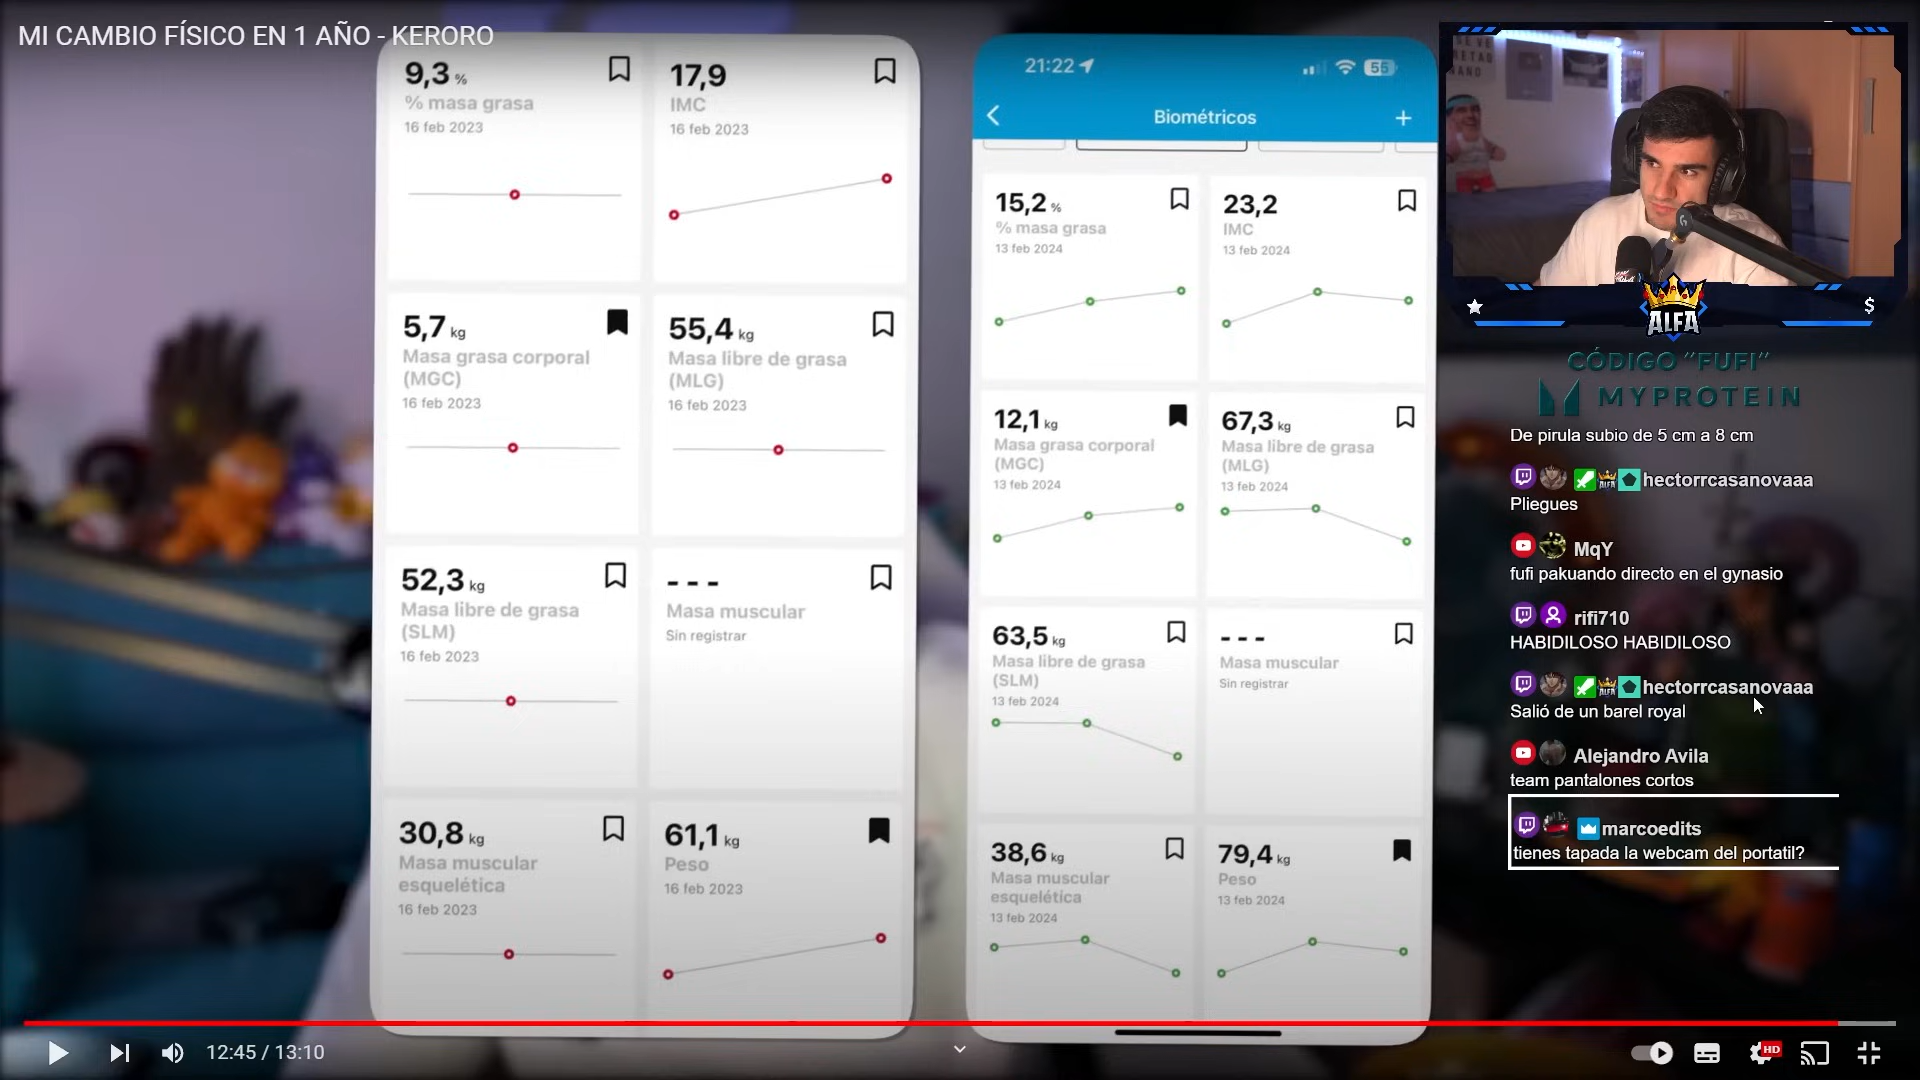 MI CAMBIO FÍSICO EN 1 AÑO - KERORO
9,3 %
% masa grasa
16 feb 2023
17,9
IMC
16 feb 2023
5,7 kg
Masa grasa corporal
(MGC)
16 feb 2023
55,4 kg
Masa libre de grasa
(MLG)
16 feb 2023
52,3 kg
Masa libre de grasa
(SLM)
16 feb 2023
- - -
Masa muscular
Sin registrar
30,8 kg
Masa muscular
esquelética
16 feb 2023
61,1 kg
Peso
16 feb 2023
21:22
55
Biométricos
15,2 %
% masa grasa
13 feb 2024
23,2
IMC
13 feb 2024
12,1 kg
Masa grasa corporal
(MGC)
13 feb 2024
67,3 kg
Masa libre de grasa
(MLG)
13 feb 2024
63,5 kg
Masa libre de grasa
(SLM)
13 feb 2024
- - -
Masa muscular
Sin registrar
38,6 kg
Masa muscular
esquelética
13 feb 2024
79,4 kg
Peso
13 feb 2024
ALFA
$
CÓDIGO "FUFI"
MYPROTEIN
De pirula subio de 5 cm a 8 cm
hectorrcasanovaaa
Pliegues
MqY
fufi pakuando directo en el gynasio
rifi710
HABIDILOSO HABIDILOSO
hectorrcasanovaaa
Salió de un barel royal
Alejandro Avila
team pantalones cortos
marcoedits
tienes tapada la webcam del portatil?
12:45 / 13:10
HD